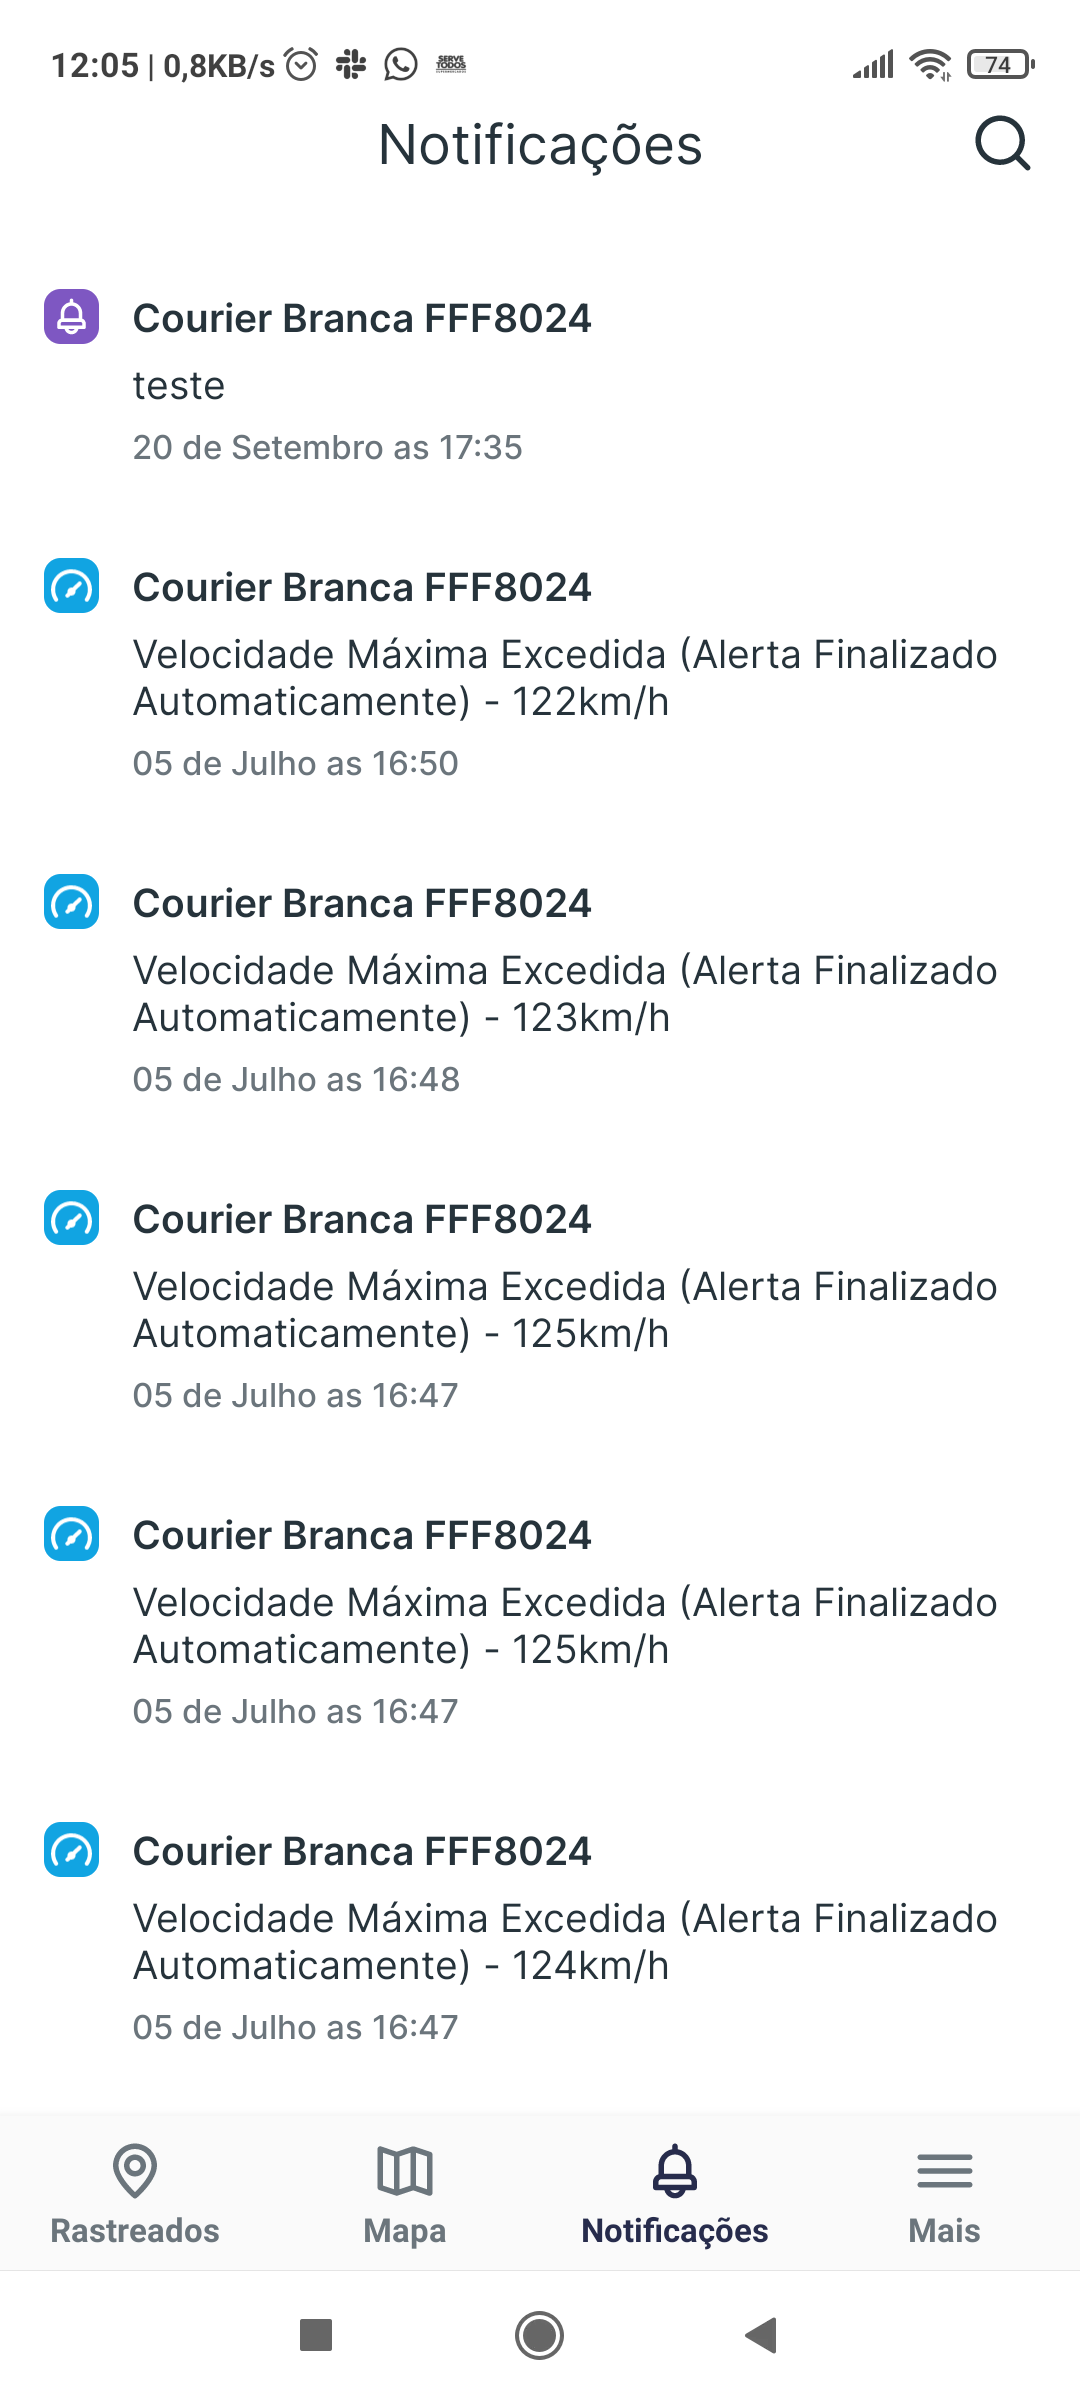 12:05 | 0,8KB/s
SERVE
TODOS
74
Notificações
Courier Branca FFF8024
teste
20 de Setembro as 17:35
Courier Branca FFF8024
Velocidade Máxima Excedida (Alerta Finalizado
Automaticamente) - 122km/h
05 de Julho as 16:50
Courier Branca FFF8024
Velocidade Máxima Excedida (Alerta Finalizado
Automaticamente) - 123km/h
05 de Julho as 16:48
Courier Branca FFF8024
Velocidade Máxima Excedida (Alerta Finalizado
Automaticamente) - 125km/h
05 de Julho as 16:47
Courier Branca FFF8024
Velocidade Máxima Excedida (Alerta Finalizado
Automaticamente) - 125km/h
05 de Julho as 16:47
Courier Branca FFF8024
Velocidade Máxima Excedida (Alerta Finalizado
Automaticamente) - 124km/h
05 de Julho as 16:47
Rastreados
Mapa
Notificações
Mais